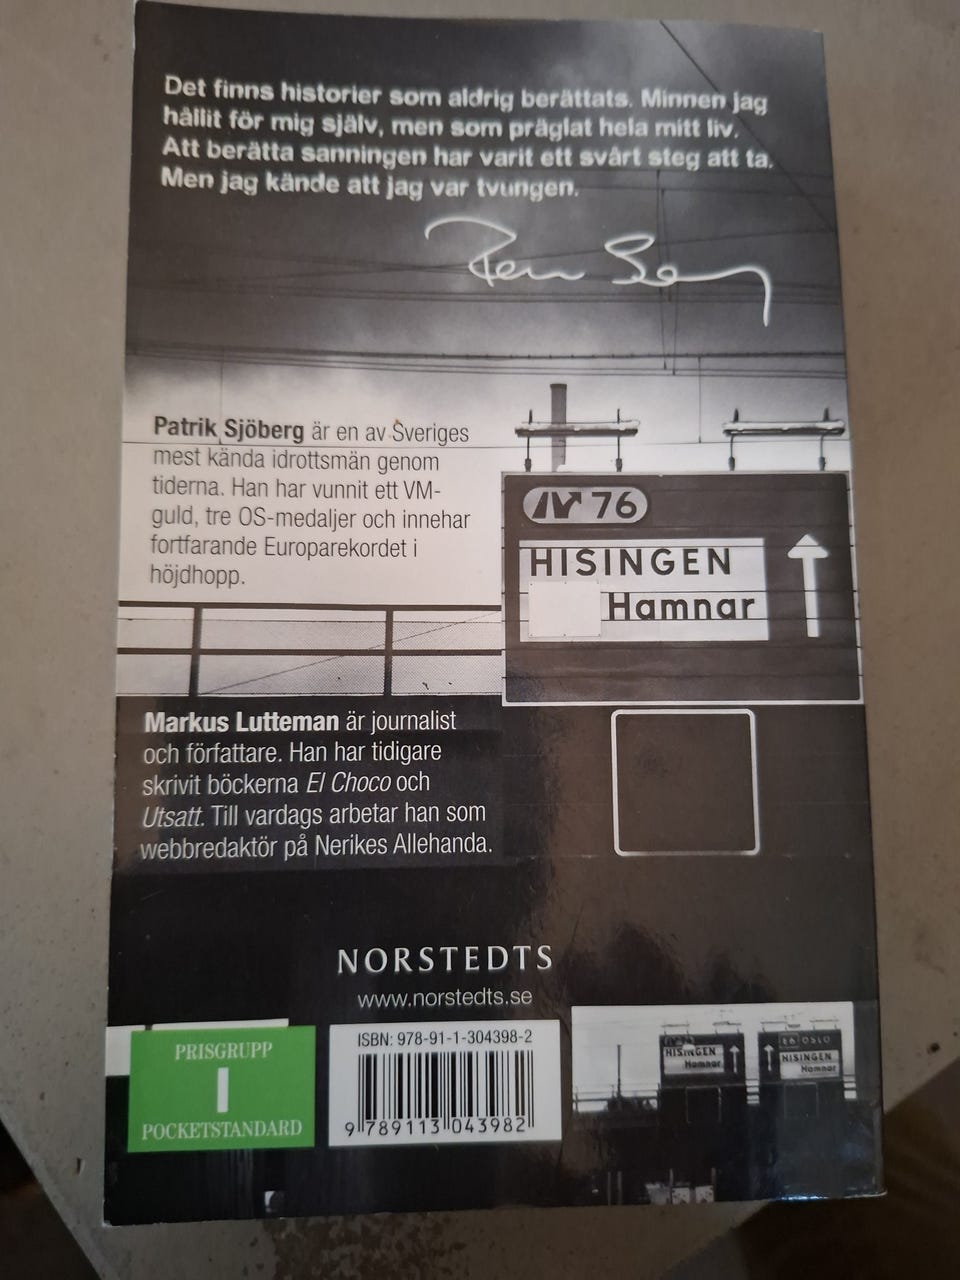 Det finns historier som aldrig berättats. Minnen jag
hållit för mig själv, men som präglat hela mitt liv.
Att berätta sanningen har varit ett svårt steg att ta.
Men jag kände att jag var tvungen.
Patrik Sjöberg är en av Sveriges
mest kända idrottsmän genom
tiderna. Han har vunnit ett VM-
guld, tre OS-medaljer och innehar
fortfarande Europarekordet i
höjdhopp.
76
HISINGEN
Hamnar
Markus Lutteman är journalist
och författare. Han har tidigare
skrivit böckerna El Choco och
Utsatt. Till vardags arbetar han som
webbredaktör på Nerikes Allehanda.
NORSTEDTS
www.norstedts.se
PRISGRUPP
I
POCKETSTANDARD
ISBN: 978-91-1-304398-2
9 789113 043982
HISINGEN
Hamnar
E6 OSLO
HISINGEN
Hamnar